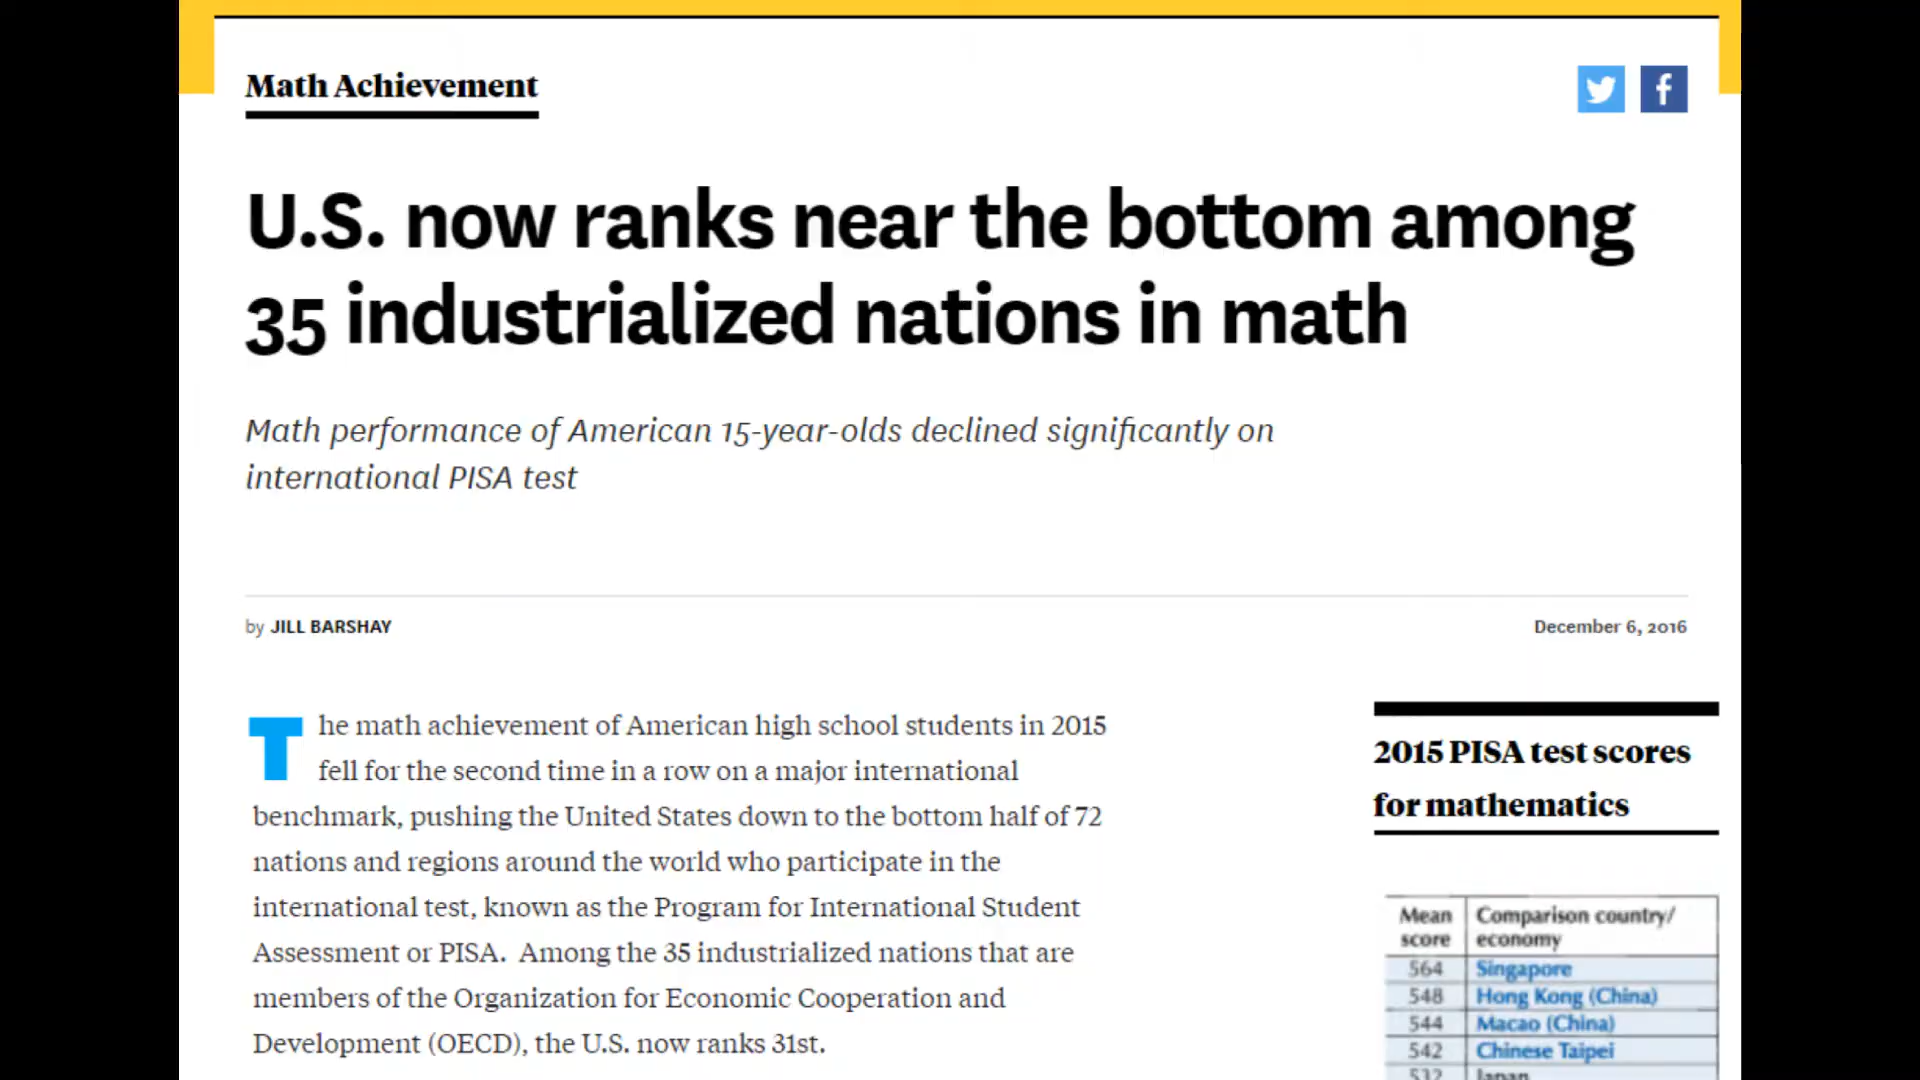 Math Achievement
U.S. now ranks near the bottom among
35 industrialized nations in math
Math performance of American 15-year-olds declined significantly on
international PISA test
by JILL BARSHAY
December 6, 2016
The math achievement of American high school students in 2015
fell for the second time in a row on a major international
benchmark, pushing the United States down to the bottom half of 72
nations and regions around the world who participate in the
international test, known as the Program for International Student
Assessment or PISA. Among the 35 industrialized nations that are
members of the Organization for Economic Cooperation and
Development (OECD), the U.S. now ranks 31st.
2015 PISA test scores
for mathematics
Mean score Comparison country/ economy
564 Singapore
548 Hong Kong (China)
544 Macao (China)
542 Chinese Taipei
532 Japan